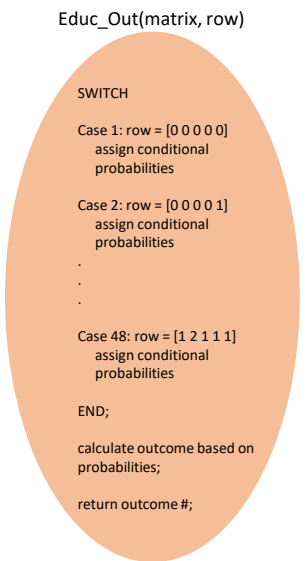 Educ_Out(matrix, row)
SWITCH
Case 1: row = [0 0 0 0 0]
assign conditional
probabilities
Case 2: row = [0 0 0 0 1]
assign conditional
probabilities
.
.
.
Case 48: row = [1 2 1 1 1]
assign conditional
probabilities
END;
calculate outcome based on
probabilities;
return outcome #;